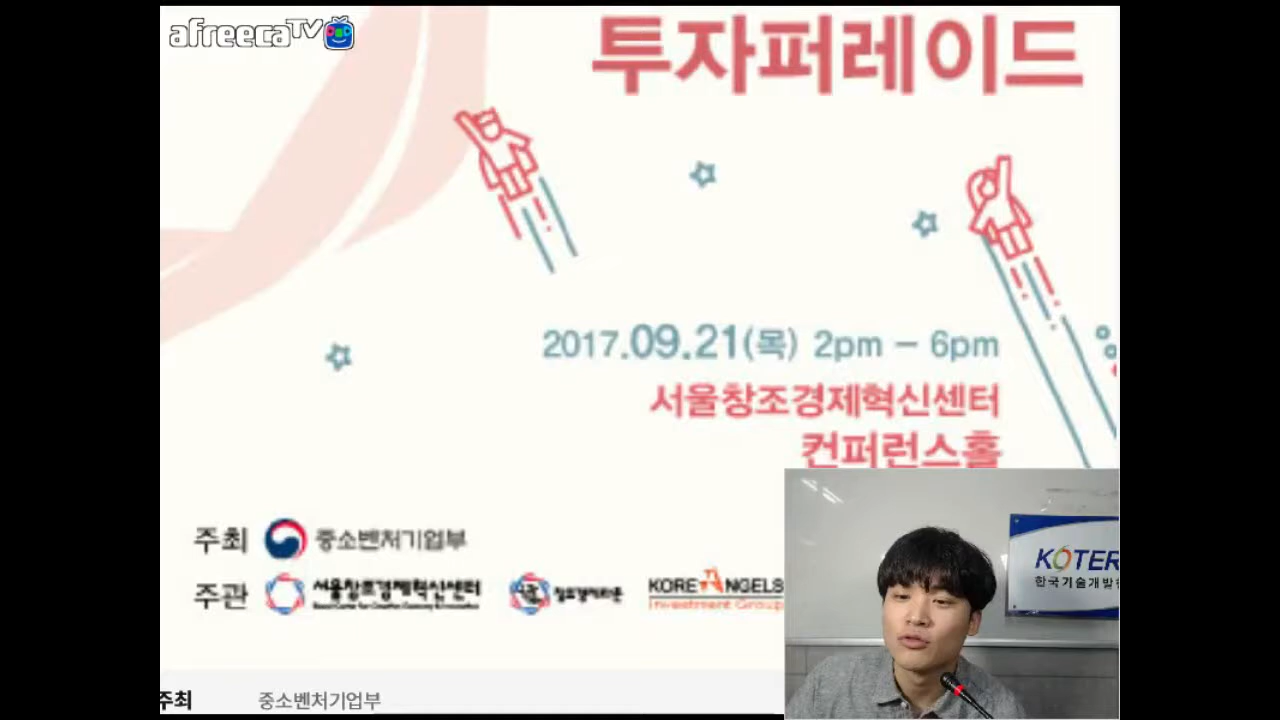 afreecaTV
투자퍼레이드
2017.09.21(목) 2pm – 6pm
서울창조경제혁신센터
컨퍼런스홀
주최 중소벤처기업부
주관 서울창조경제혁신센터 KOREANGELS
Investment Group
KOTER
한국기술개발
주최 중소벤처기업부